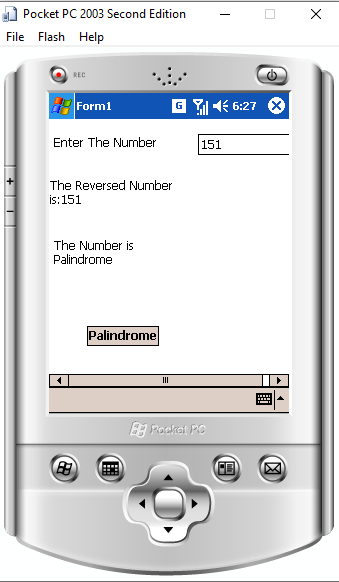 Pocket PC 2003 Second Edition
File Flash Help
REC
Form1 G 6:27
Enter The Number 151
The Reversed Number
is:151
The Number is
Palindrome
Palindrome
Pocket PC